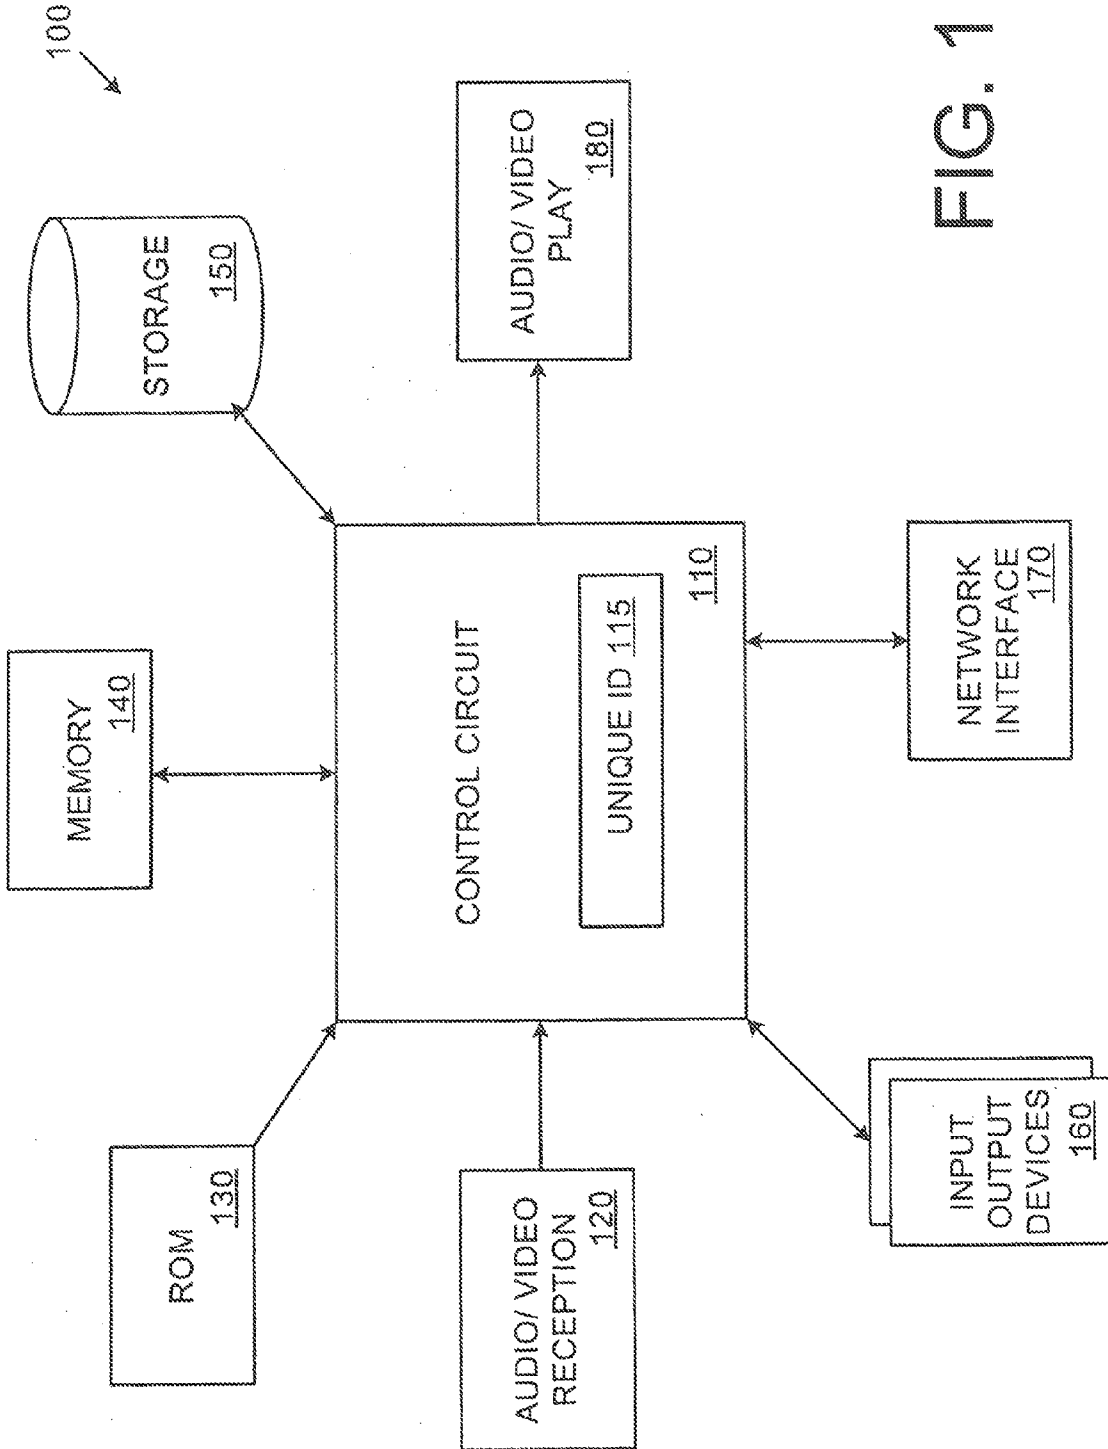 100
ROM
130
MEMORY
140
STORAGE
150
AUDIO/ VIDEO
RECEPTION
120
CONTROL CIRCUIT
UNIQUE ID 115
110
AUDIO/ VIDEO
PLAY
180
INPUT
OUTPUT
DEVICES
160
NETWORK
INTERFACE
170
FIG. 1